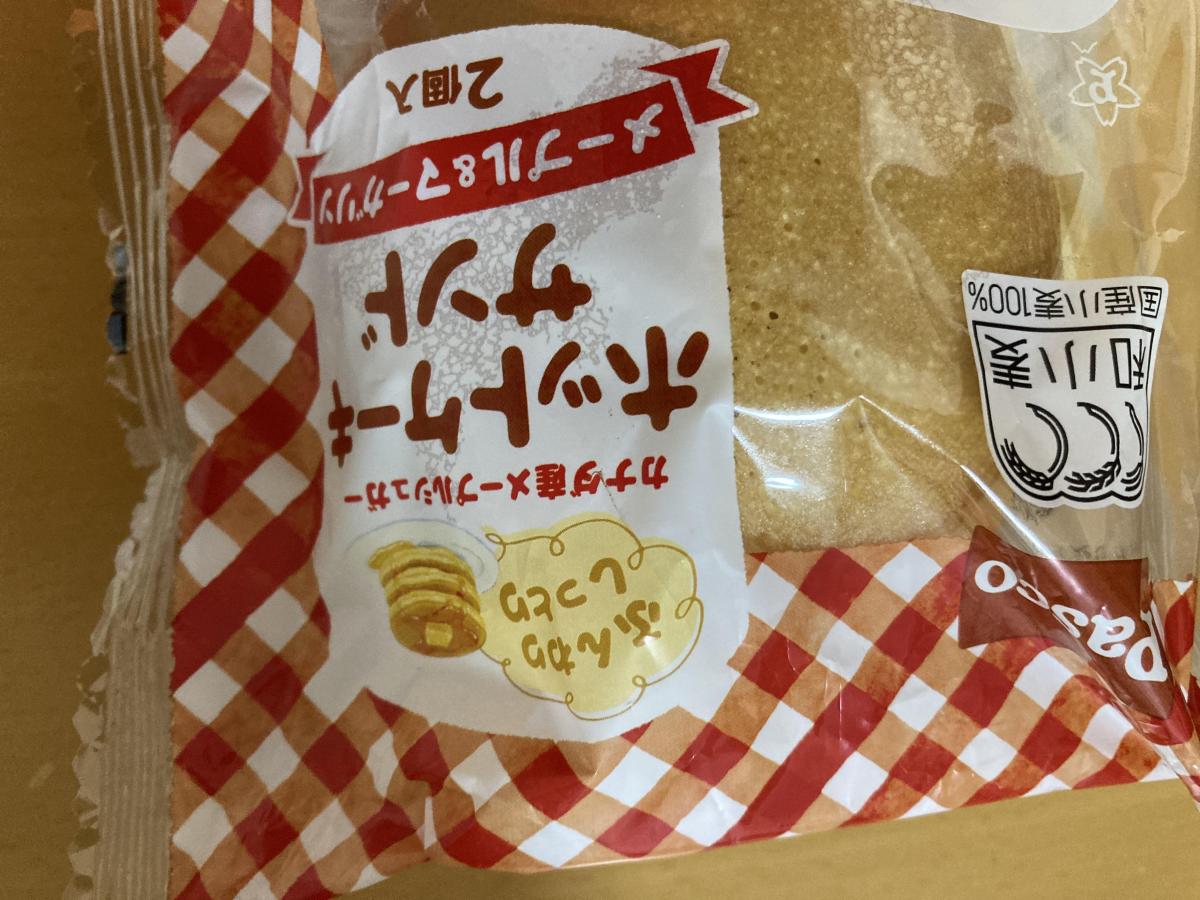 Pasco
ふんわり
しっとり
カナダ産メープルシュガー
ホットケーキ
サンド
メープル&マーガリン
2個入
和小麦
国産小麦100%